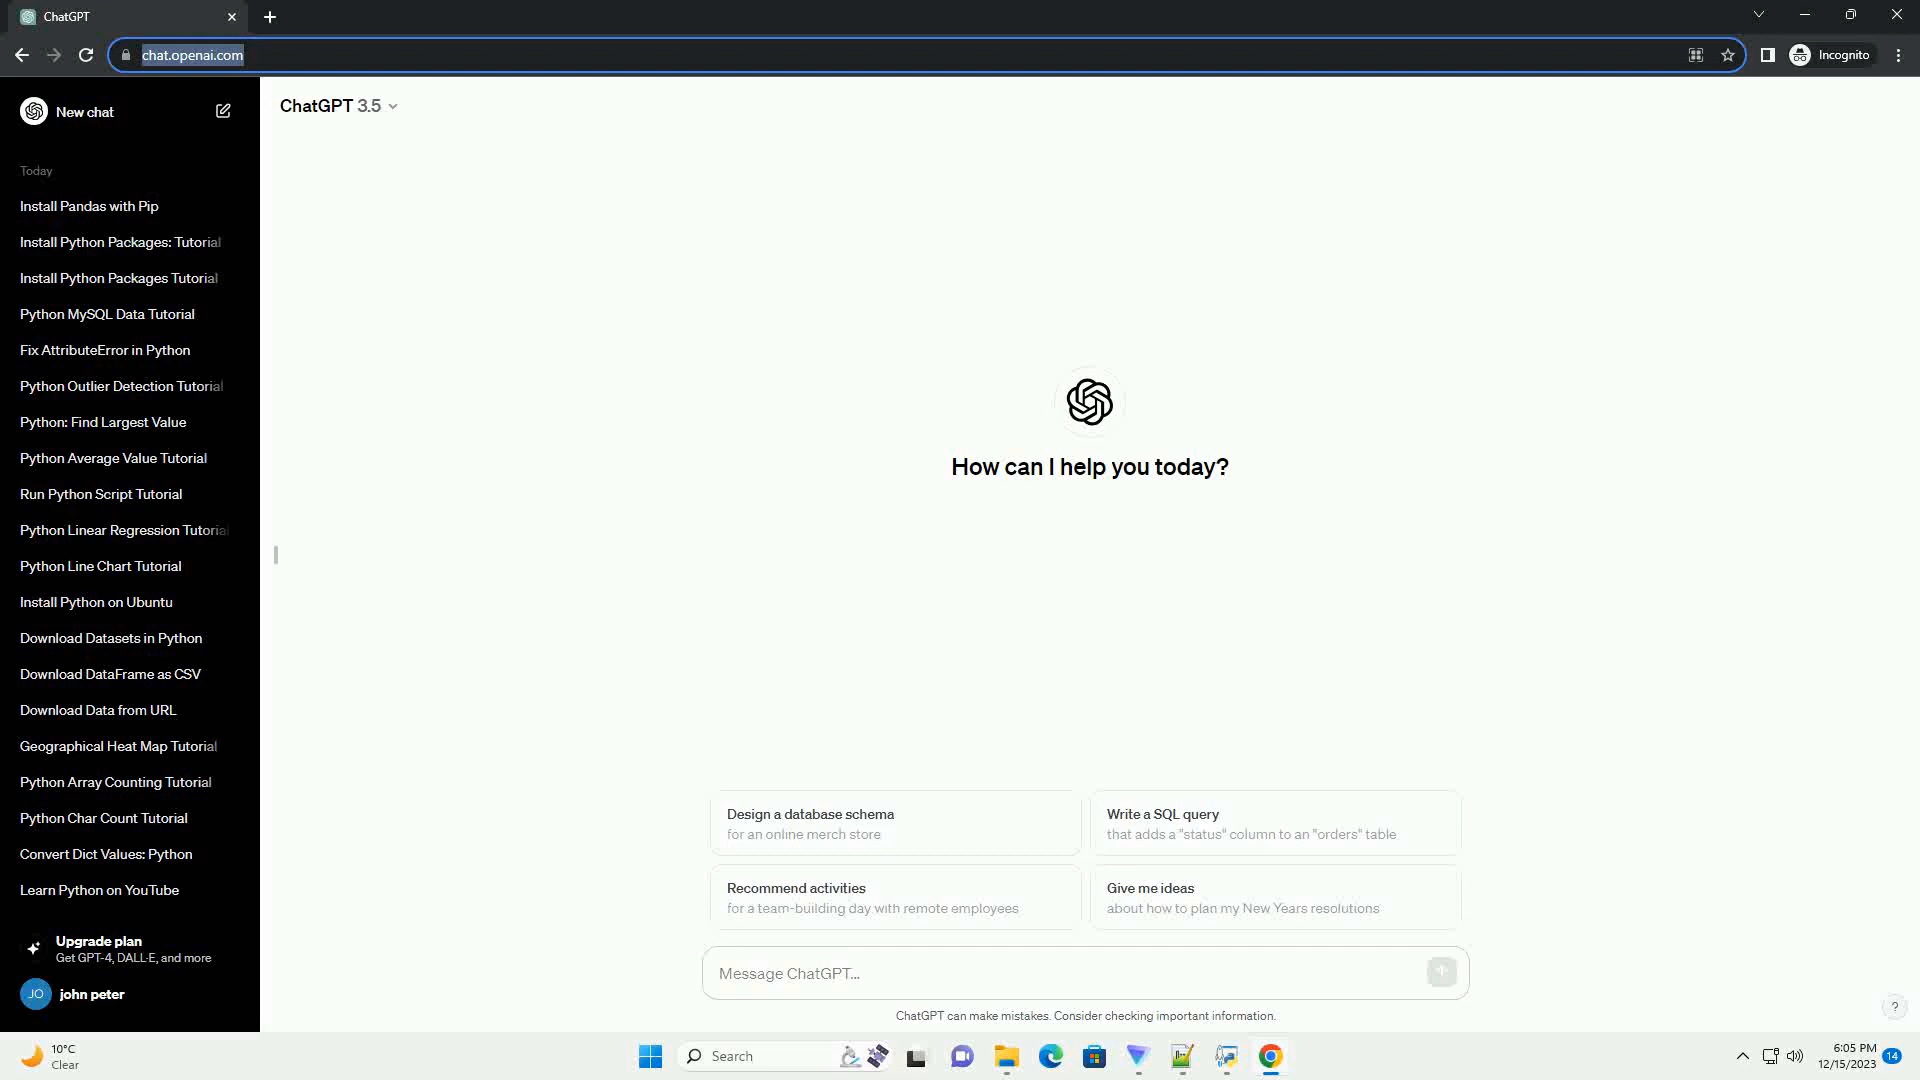 ChatGPT
chat.openai.com
Incognito
New chat
ChatGPT 3.5
Today
Install Pandas with Pip
Install Python Packages: Tutorial
Install Python Packages Tutorial
Python MySQL Data Tutorial
Fix AttributeError in Python
Python Outlier Detection Tutorial
Python: Find Largest Value
Python Average Value Tutorial
Run Python Script Tutorial
Python Linear Regression Tutorial
Python Line Chart Tutorial
Install Python on Ubuntu
Download Datasets in Python
Download DataFrame as CSV
Download Data from URL
Geographical Heat Map Tutorial
Python Array Counting Tutorial
Python Char Count Tutorial
Convert Dict Values: Python
Learn Python on YouTube
Upgrade plan
Get GPT-4, DALL·E, and more
JO john peter
How can I help you today?
Design a database schema
for an online merch store
Write a SQL query
that adds a "status" column to an "orders" table
Recommend activities
for a team-building day with remote employees
Give me ideas
about how to plan my New Years resolutions
Message ChatGPT...
ChatGPT can make mistakes. Consider checking important information.
?
10°C
Clear
Search
6:05 PM
12/15/2023
14